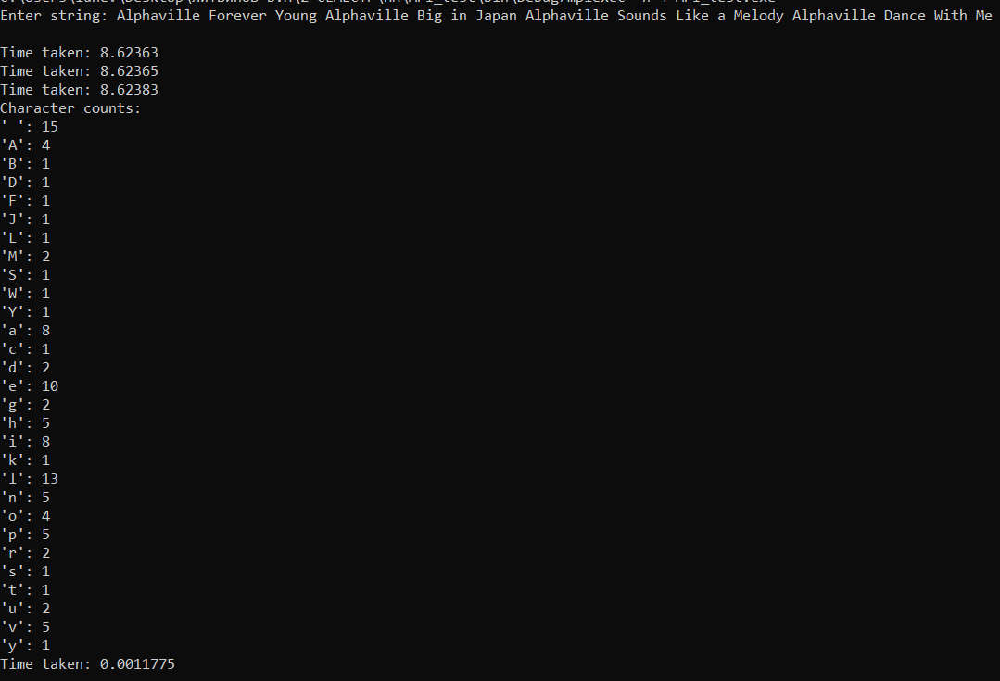 Enter string: Alphaville Forever Young Alphaville Big in Japan Alphaville Sounds Like a Melody Alphaville Dance With Me
Time taken: 8.62363
Time taken: 8.62365
Time taken: 8.62383
Character counts:
' ': 15
'A': 4
'B': 1
'D': 1
'F': 1
'J': 1
'L': 1
'M': 2
'S': 1
'W': 1
'Y': 1
'a': 8
'c': 1
'd': 2
'e': 10
'g': 2
'h': 5
'i': 8
'k': 1
'l': 13
'n': 5
'o': 4
'p': 5
'r': 2
's': 1
't': 1
'u': 2
'v': 5
'y': 1
Time taken: 0.0011775